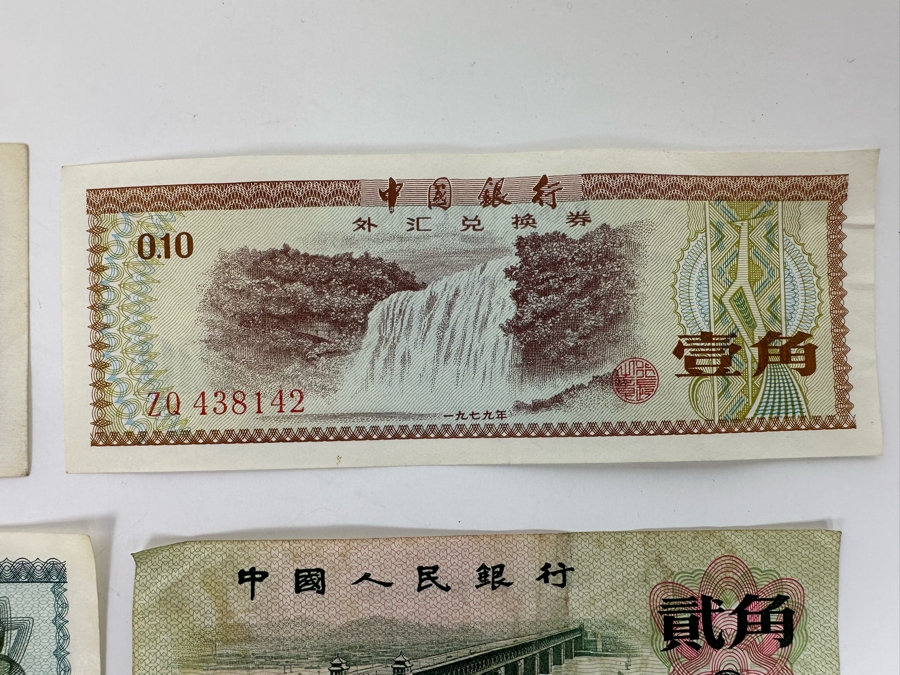 中國銀行
外汇兑换券
0.10
壹角
ZQ 438142
一九七九年
中國人民銀行
貳角